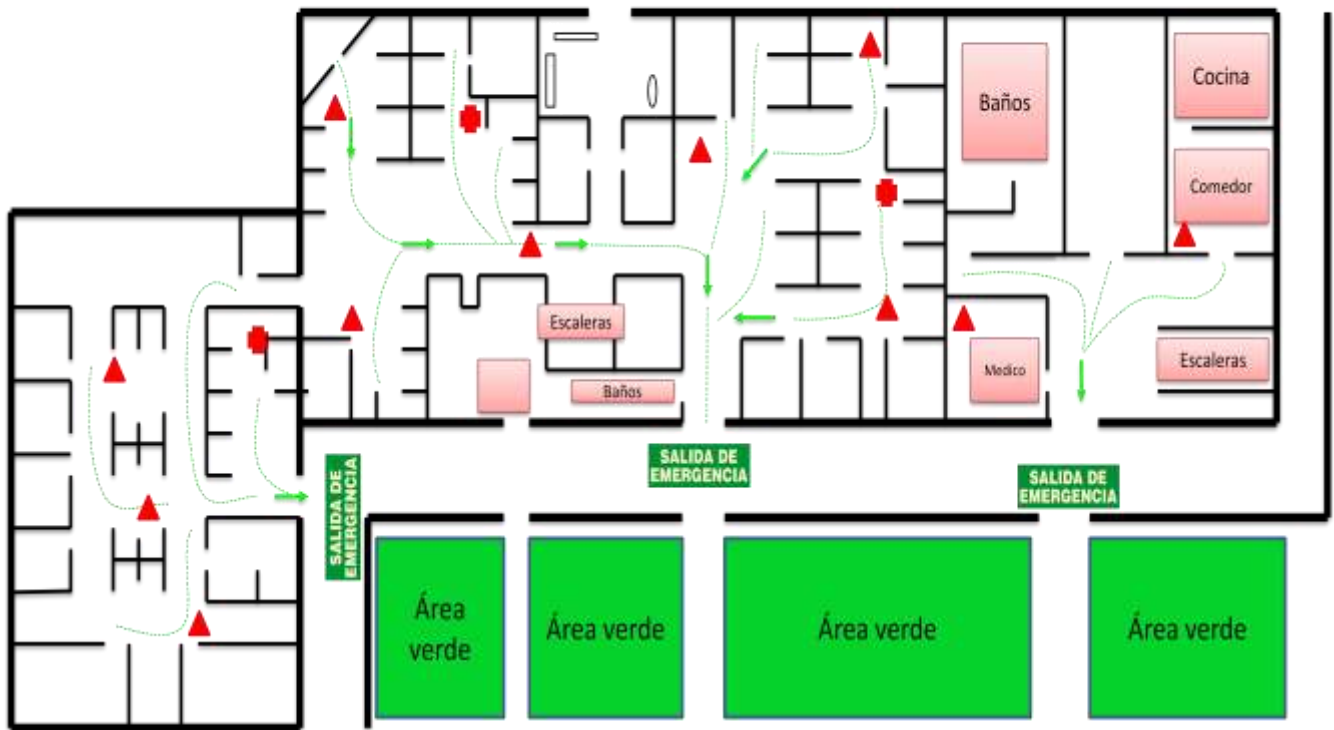 Cocina
Baños
Comedor
Escaleras
Medico
Escaleras
Baños
SALIDA DE
EMERGENCIA
SALIDA DE
EMERGENCIA
SALIDA DE
EMERGENCIA
Área
verde
Área verde
Área verde
Área verde